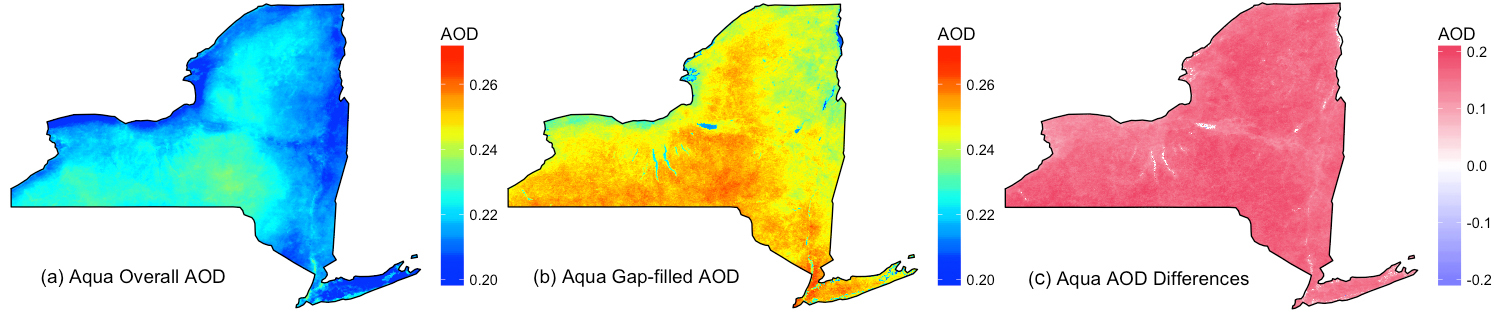 AOD
0.26
0.24
0.22
0.20
(a) Aqua Overall AOD
AOD
0.26
0.24
0.22
0.20
(b) Aqua Gap-filled AOD
AOD
0.2
0.1
0.0
-0.1
-0.2
(c) Aqua AOD Differences